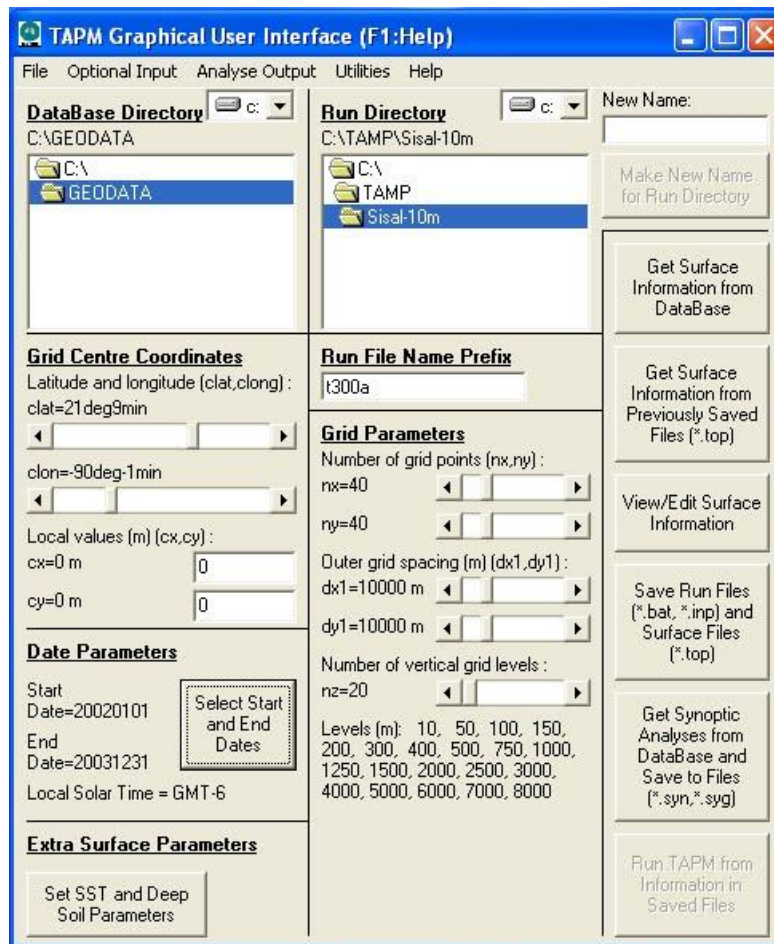 TAPM Graphical User Interface (F1:Help)
File Optional Input Analyse Output Utilities Help
DataBase Directory
c:
C:\GEODATA
C:\
GEODATA
Run Directory
c:
C:\TAMP\Sisal-10m
C:\
TAMP
Sisal-10m
New Name:
Make New Name
for Run Directory
Grid Centre Coordinates
Latitude and longitude (clat,clong) :
clat=21deg9min
clon=-90deg-1min
Local values (m) (cx,cy) :
cx=0 m
0
cy=0 m
0
Date Parameters
Start
Date=20020101
End
Date=20031231
Select Start
and End
Dates
Local Solar Time = GMT-6
Extra Surface Parameters
Set SST and Deep
Soil Parameters
Run File Name Prefix
t300a
Grid Parameters
Number of grid points (nx,ny) :
nx=40
ny=40
Outer grid spacing (m) (dx1,dy1) :
dx1=10000 m
dy1=10000 m
Number of vertical grid levels :
nz=20
Levels (m): 10, 50, 100, 150,
200, 300, 400, 500, 750, 1000,
1250, 1500, 2000, 2500, 3000,
4000, 5000, 6000, 7000, 8000
Get Surface
Information from
DataBase
Get Surface
Information from
Previously Saved
Files (*.top)
View/Edit Surface
Information
Save Run Files
(*.bat, *.inp) and
Surface Files
(*.top)
Get Synoptic
Analyses from
DataBase and
Save to Files
(*.syn,*.syg)
Run TAPM from
Information in
Saved Files